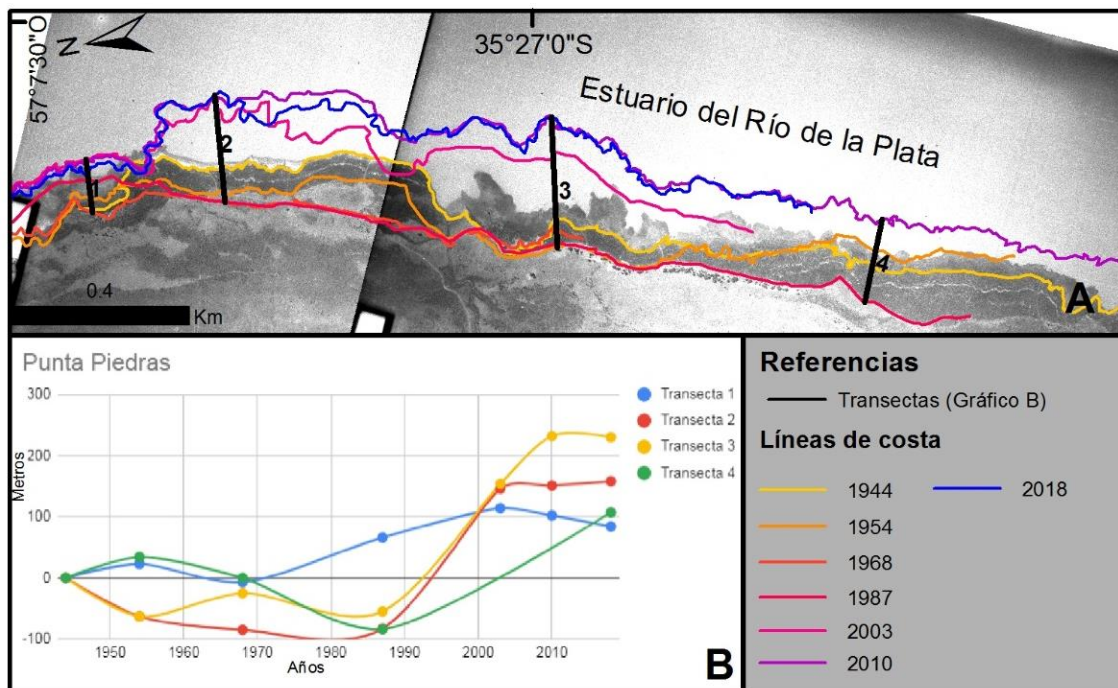 57°7'30"O
N
35°27'0"S
Estuario del Río de la Plata
1
2
3
4
0.4
Km
A
Punta Piedras
300
200
100
0
-100
Metros
1950
1960
1970
1980
1990
2000
2010
Años
Transecta 1
Transecta 2
Transecta 3
Transecta 4
B
Referencias
Transectas (Gráfico B)
Líneas de costa
1944
2018
1954
1968
1987
2003
2010